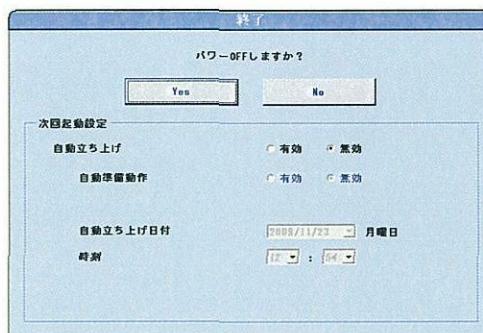 終了
パワーOFFしますか？
Yes No
次回起動設定
自動立ち上げ 有効 無効
自動準備動作 有効 無効
自動立ち上げ日付 2009/11/23 月曜日
時刻 12 : 54